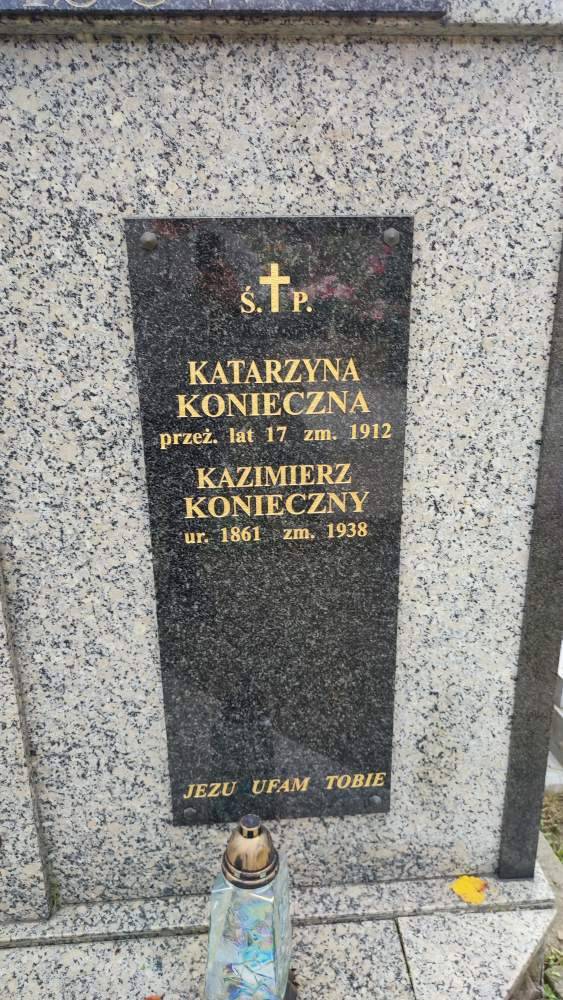 Ś.P.
KATARZYNA
KONIECZNA
przeż. lat 17 zm. 1912
KAZIMIERZ
KONIECZNY
ur. 1861 zm. 1938
JEZU UFAM TOBIE